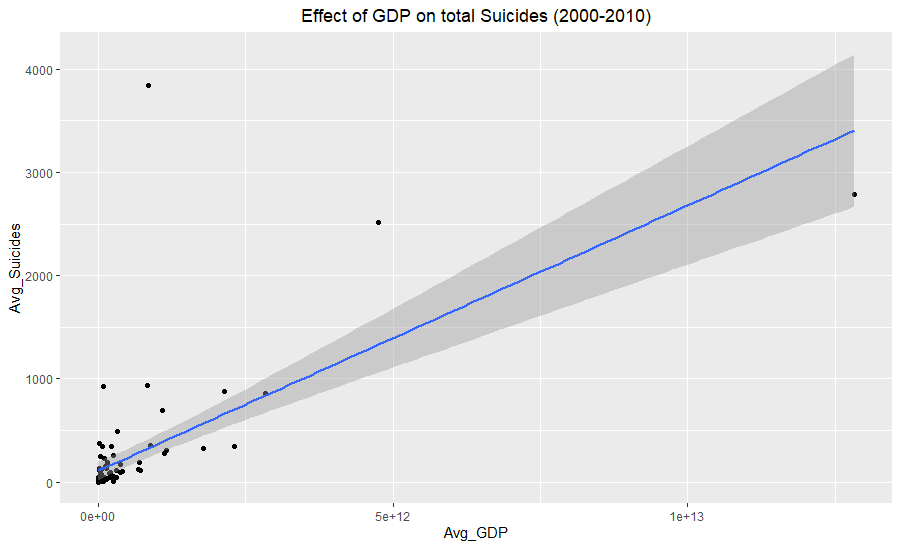 Effect of GDP on total Suicides (2000-2010)
4000
3000
2000
1000
0
Avg_Suicides
0e+00
5e+12
1e+13
Avg_GDP